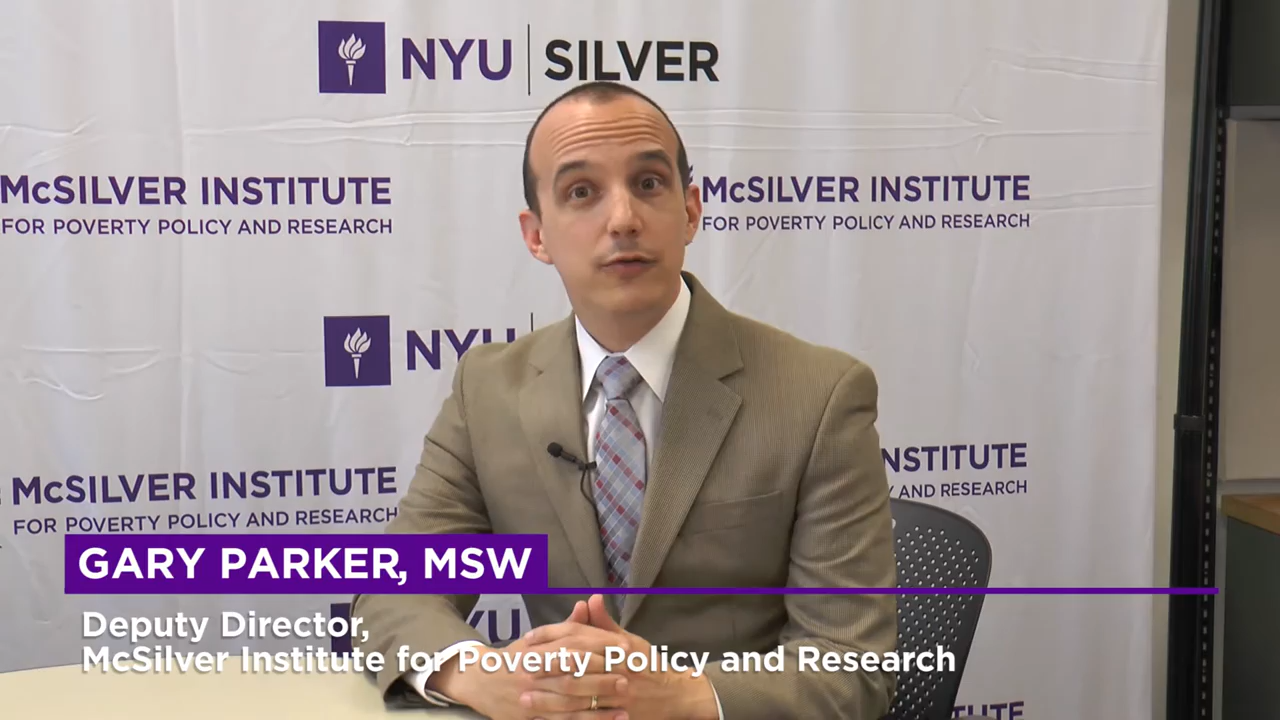 NYU | SILVER
McSILVER INSTITUTE
FOR POVERTY POLICY AND RESEARCH
McSILVER INSTITUTE
FOR POVERTY POLICY AND RESEARCH
NYU
McSILVER INSTITUTE
FOR POVERTY POLICY AND RESEARCH
NSTITUTE
AND RESEARCH
GARY PARKER, MSW
Deputy Director,
McSilver Institute for Poverty Policy and Research
NYU